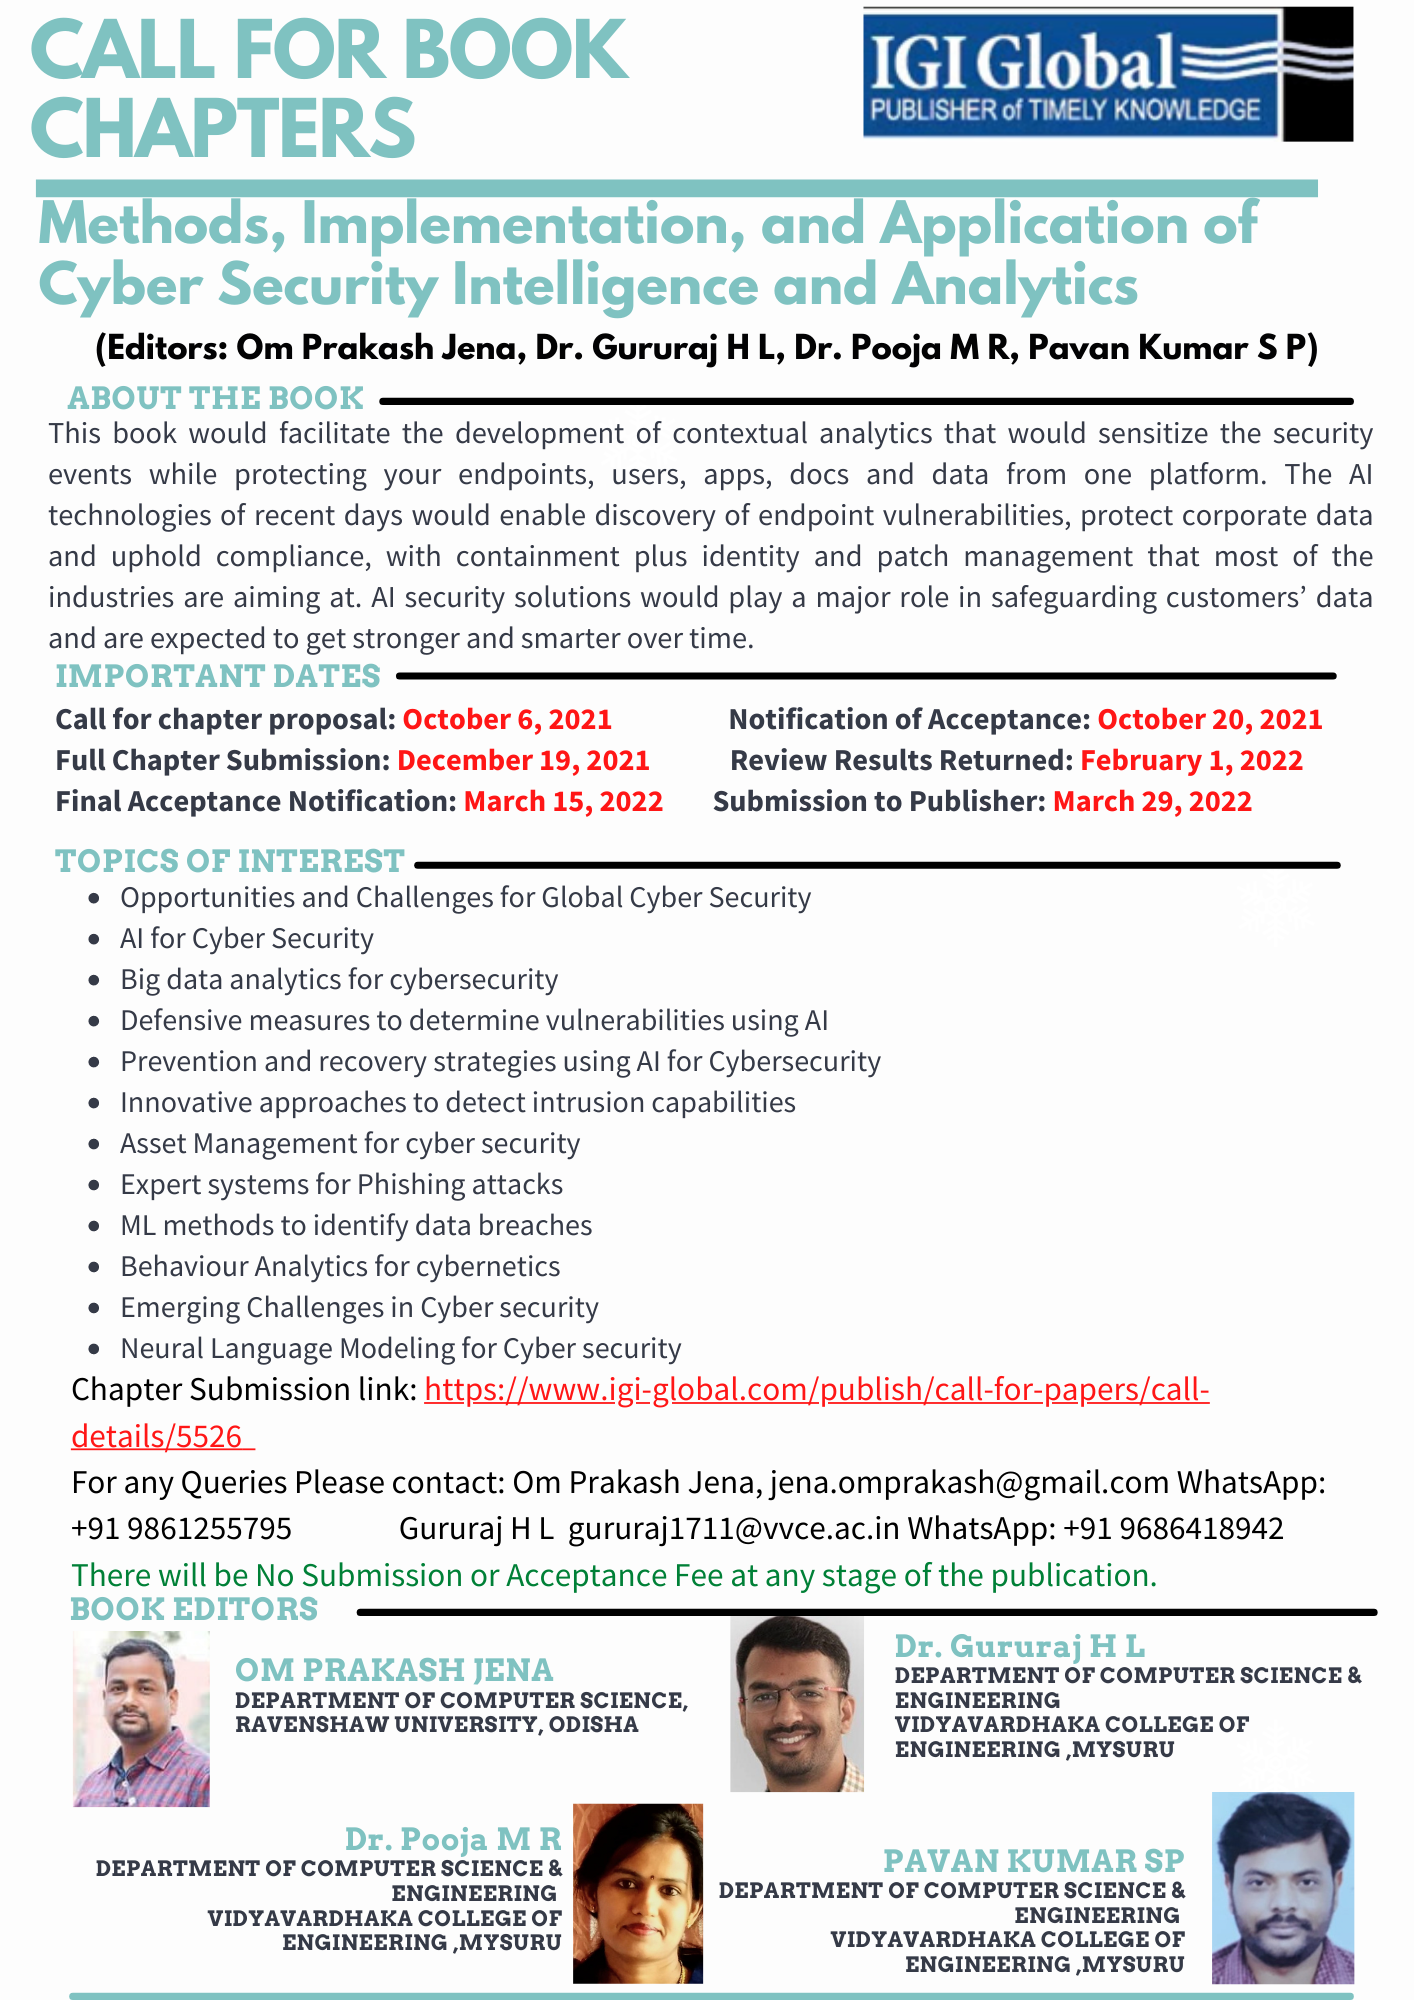 CALL FOR BOOK
CHAPTERS
IGI Global
PUBLISHER of TIMELY KNOWLEDGE
Methods, Implementation, and Application of
Cyber Security Intelligence and Analytics
(Editors: Om Prakash Jena, Dr. Gururaj H L, Dr. Pooja M R, Pavan Kumar S P)
ABOUT THE BOOK
This book would facilitate the development of contextual analytics that would sensitize the security
events while protecting your endpoints, users, apps, docs and data from one platform. The AI
technologies of recent days would enable discovery of endpoint vulnerabilities, protect corporate data
and uphold compliance, with containment plus identity and patch management that most of the
industries are aiming at. AI security solutions would play a major role in safeguarding customers’ data
and are expected to get stronger and smarter over time.
IMPORTANT DATES
Call for chapter proposal: October 6, 2021 Notification of Acceptance: October 20, 2021
Full Chapter Submission: December 19, 2021 Review Results Returned: February 1, 2022
Final Acceptance Notification: March 15, 2022 Submission to Publisher: March 29, 2022
TOPICS OF INTEREST
• Opportunities and Challenges for Global Cyber Security
• AI for Cyber Security
• Big data analytics for cybersecurity
• Defensive measures to determine vulnerabilities using AI
• Prevention and recovery strategies using AI for Cybersecurity
• Innovative approaches to detect intrusion capabilities
• Asset Management for cyber security
• Expert systems for Phishing attacks
• ML methods to identify data breaches
• Behaviour Analytics for cybernetics
• Emerging Challenges in Cyber security
• Neural Language Modeling for Cyber security
Chapter Submission link: https://www.igi-global.com/publish/call-for-papers/call-
details/5526
For any Queries Please contact: Om Prakash Jena, jena.omprakash@gmail.com WhatsApp:
+91 9861255795 Gururaj H L gururaj1711@vvce.ac.in WhatsApp: +91 9686418942
There will be No Submission or Acceptance Fee at any stage of the publication.
BOOK EDITORS
OM PRAKASH JENA
DEPARTMENT OF COMPUTER SCIENCE,
RAVENSHAW UNIVERSITY, ODISHA
Dr. Gururaj H L
DEPARTMENT OF COMPUTER SCIENCE &
ENGINEERING
VIDYAVARDHAKA COLLEGE OF
ENGINEERING ,MYSURU
Dr. Pooja M R
DEPARTMENT OF COMPUTER SCIENCE &
ENGINEERING
VIDYAVARDHAKA COLLEGE OF
ENGINEERING ,MYSURU
PAVAN KUMAR SP
DEPARTMENT OF COMPUTER SCIENCE &
ENGINEERING
VIDYAVARDHAKA COLLEGE OF
ENGINEERING ,MYSURU